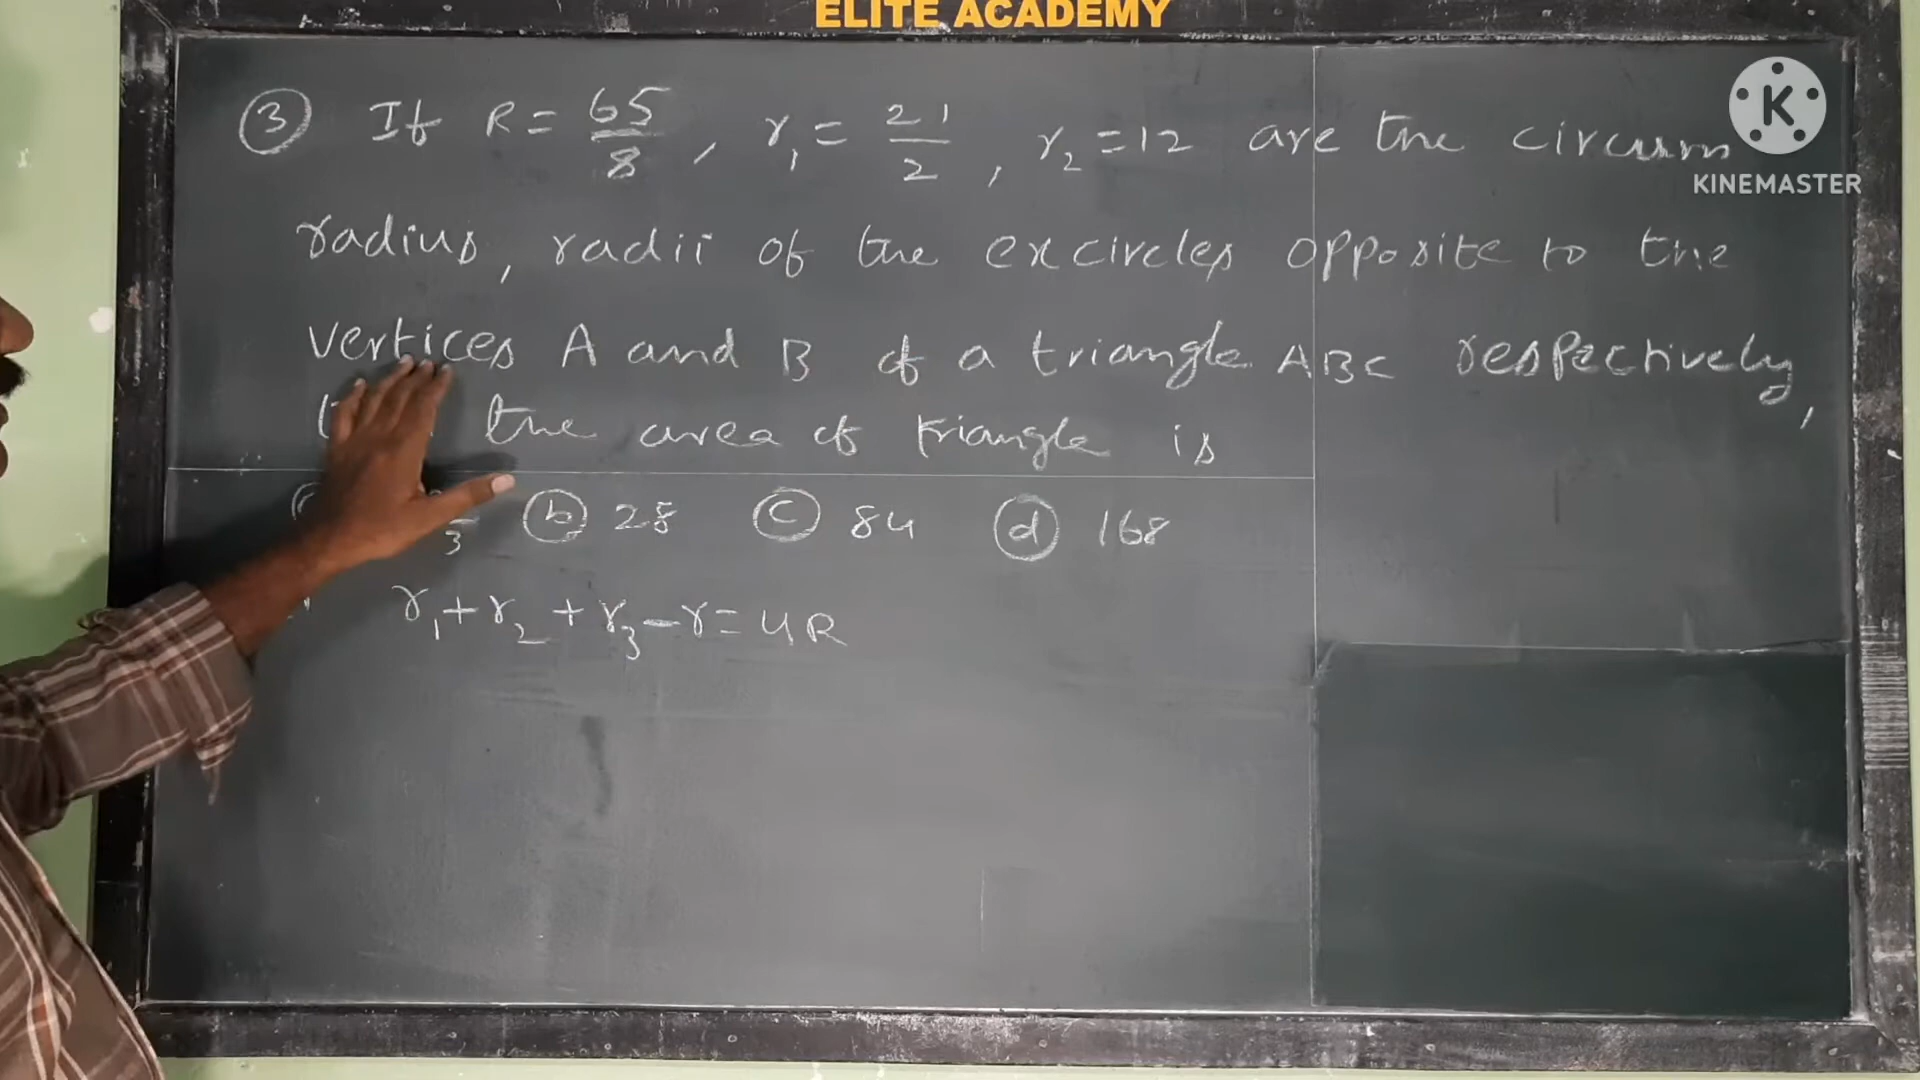 ELITE ACADEMY
③ If R = 65/8, r₁ = 21/2, r₂ = 12 are the circum
radius, radii of the excircles opposite to the
vertices A and B of a triangle ABC respectively,
the area of triangle is
3 ⓑ 28 ⓒ 84 ⓓ 168
r₁ + r₂ + r₃ - r = 4R
K
KINEMASTER